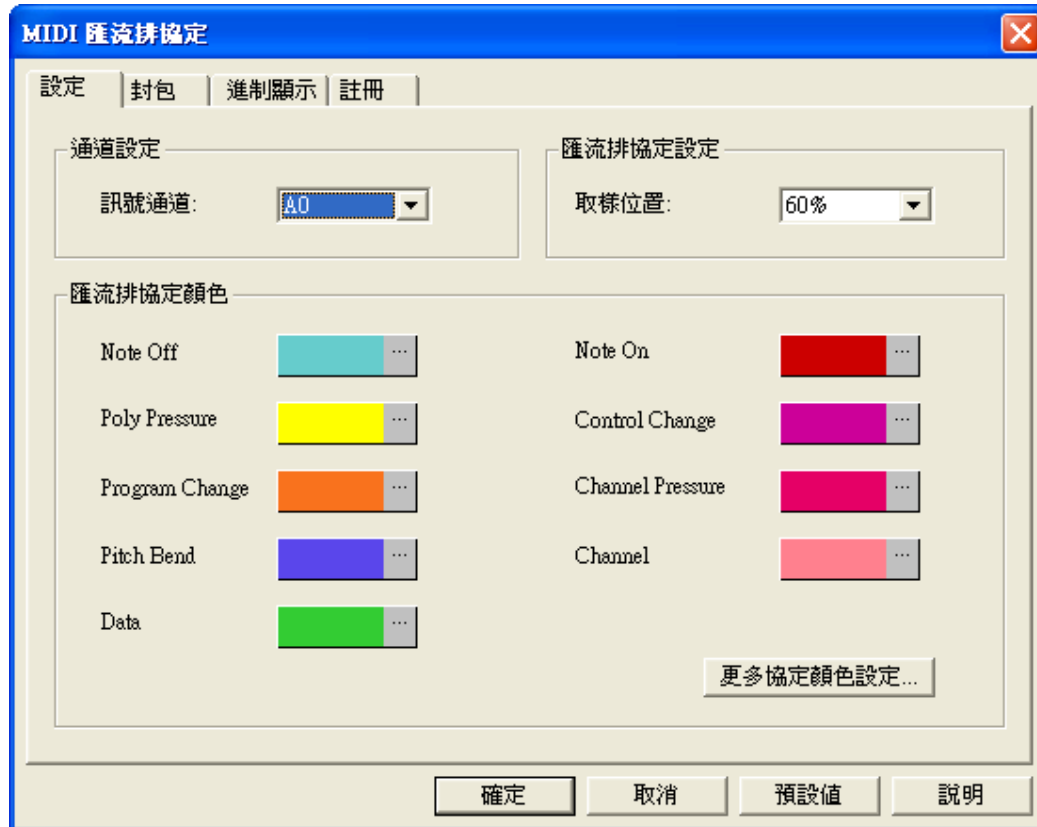 MIDI 匯流排協定
設定 封包 進制顯示 註冊
通道設定
訊號通道: A0
匯流排協定設定
取樣位置: 60%
匯流排協定顏色
Note Off ... Note On ...
Poly Pressure ... Control Change ...
Program Change ... Channel Pressure ...
Pitch Bend ... Channel ...
Data ...
更多協定顏色設定...
確定 取消 預設值 說明